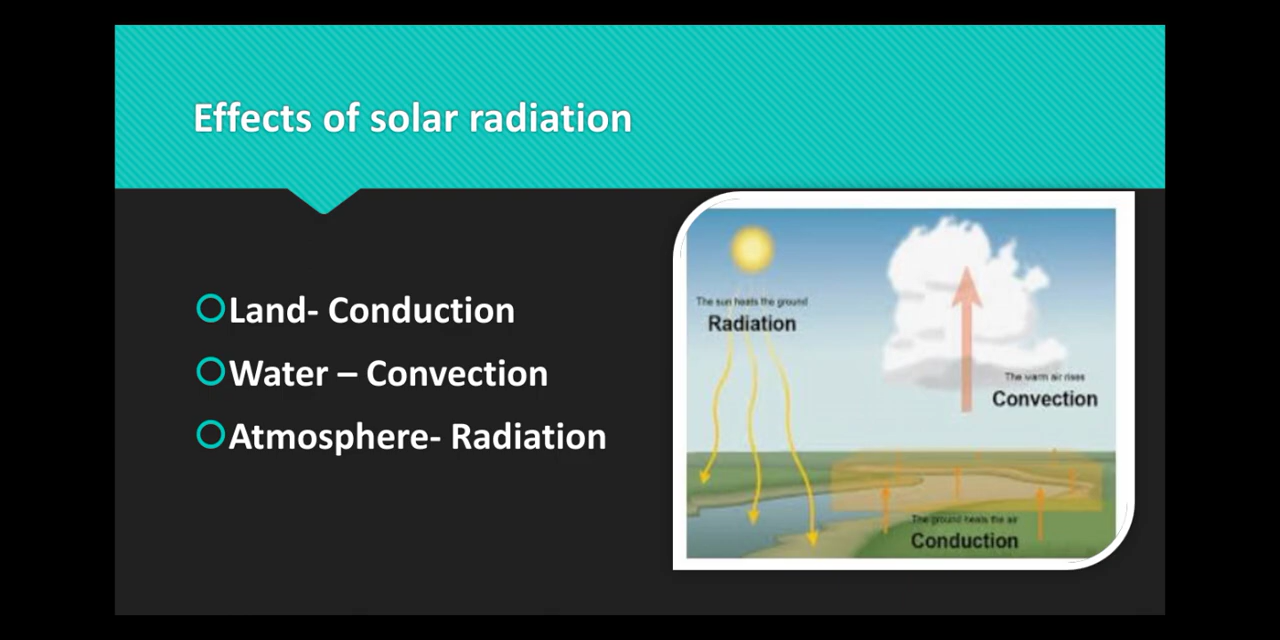 Effects of solar radiation
Land- Conduction
Water – Convection
Atmosphere- Radiation
The sun heats the ground
Radiation
The warm air rises
Convection
The ground heats the air
Conduction